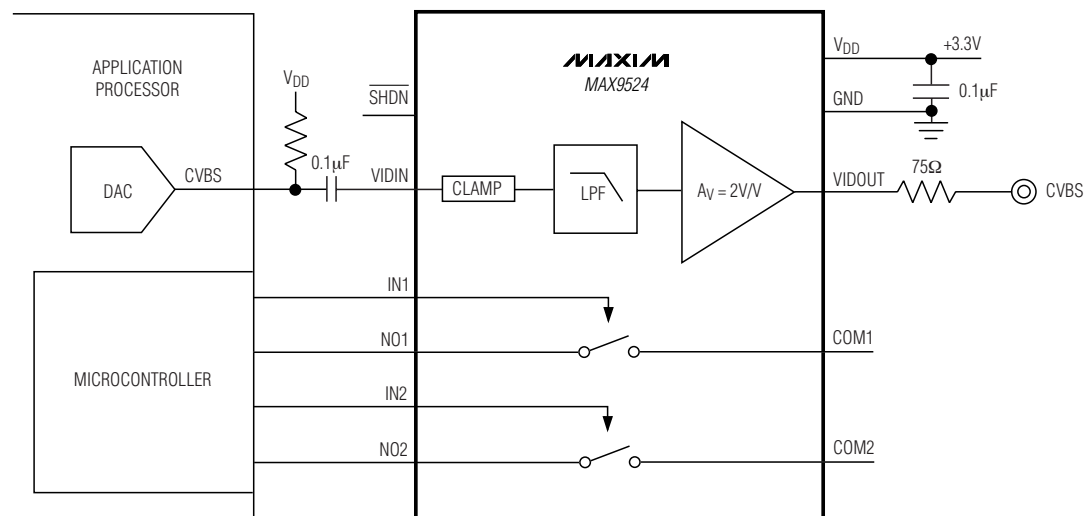 APPLICATION
PROCESSOR
DAC
CVBS
VDD
0.1μF
VIDIN
SHDN
MAXIM
MAX9524
CLAMP
LPF
AV = 2V/V
VDD
+3.3V
0.1μF
GND
VIDOUT
75Ω
CVBS
MICROCONTROLLER
IN1
NO1
COM1
IN2
NO2
COM2